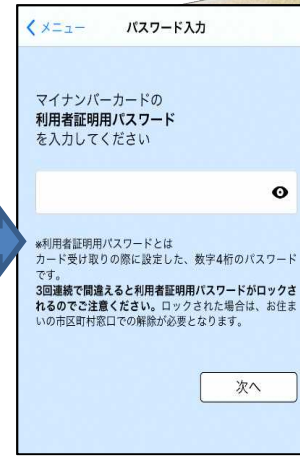 メニュー パスワード入力
マイナンバーカードの
利用者証明用パスワード
を入力してください
※利用者証明用パスワードとは
カード受け取りの際に設定した、数字4桁のパスワード
です。
3回連続で間違えると利用者証明用パスワードがロックさ
れるのでご注意ください。ロックされた場合は、お住ま
いの市区町村窓口での解除が必要となります。
次へ